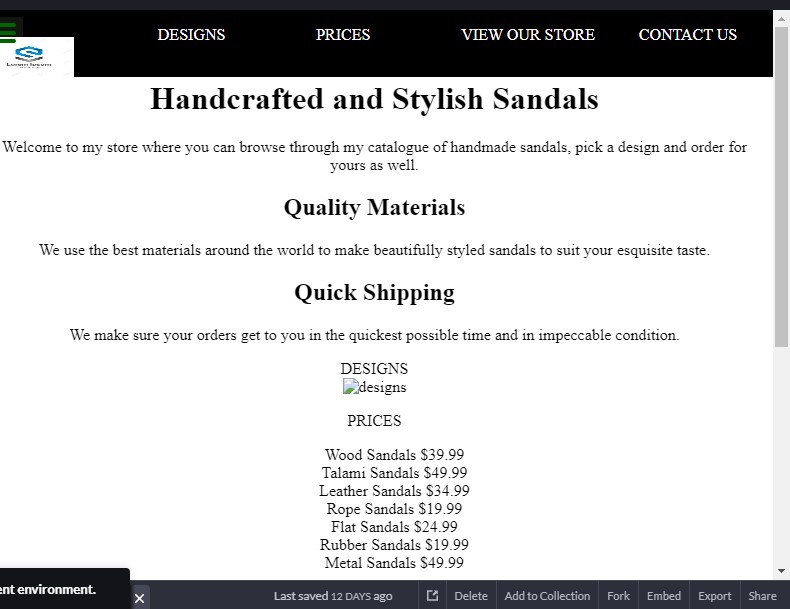 DESIGNS PRICES VIEW OUR STORE CONTACT US
Lorem Ipsum
Handcrafted and Stylish Sandals
Welcome to my store where you can browse through my catalogue of handmade sandals, pick a design and order for
yours as well.
Quality Materials
We use the best materials around the world to make beautifully styled sandals to suit your esquisite taste.
Quick Shipping
We make sure your orders get to you in the quickest possible time and in impeccable condition.
DESIGNS
designs
PRICES
Wood Sandals $39.99
Talami Sandals $49.99
Leather Sandals $34.99
Rope Sandals $19.99
Flat Sandals $24.99
Rubber Sandals $19.99
Metal Sandals $49.99
ent environment.
Last saved 12 DAYS ago Delete Add to Collection Fork Embed Export Share